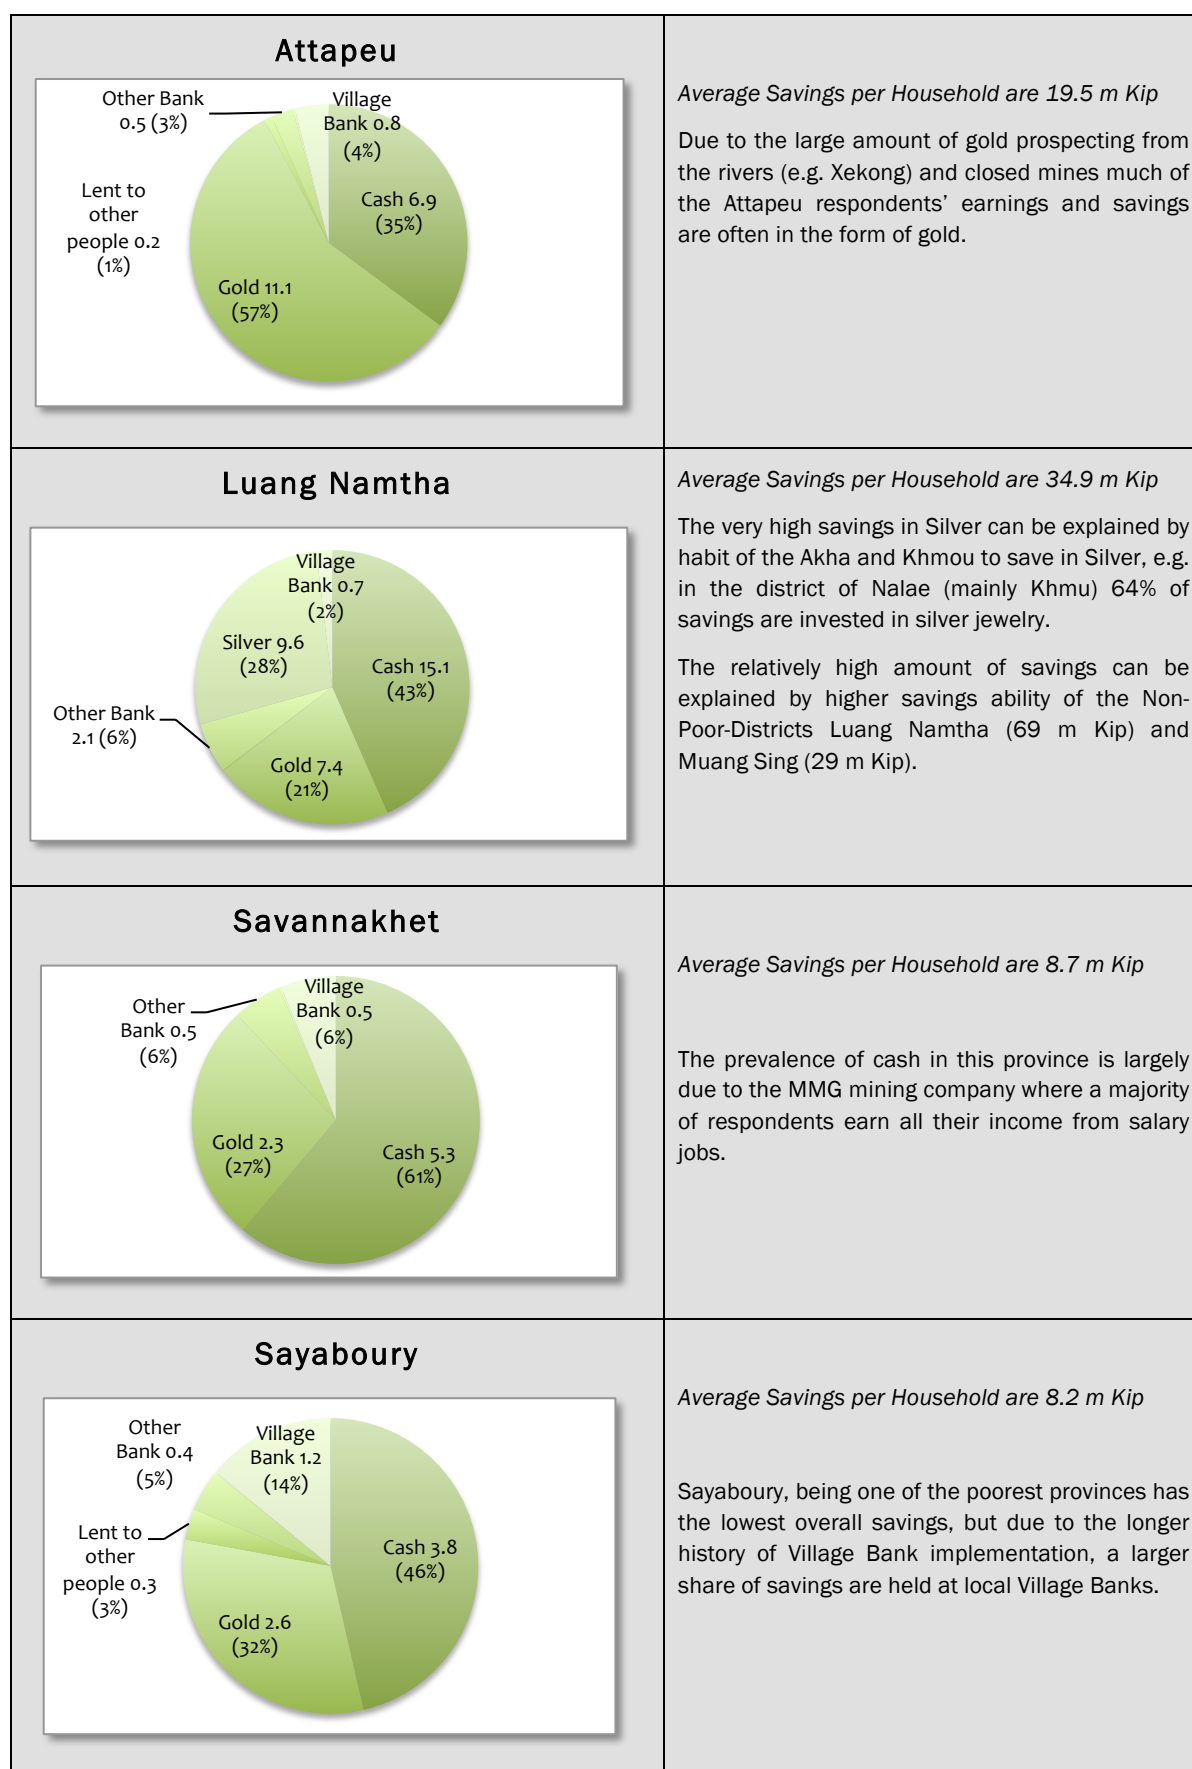 Attapeu
Other Bank
0.5 (3%)
Village
Bank 0.8
(4%)
Lent to
other
people 0.2
(1%)
Cash 6.9
(35%)
Gold 11.1
(57%)
Average Savings per Household are 19.5 m Kip
Due to the large amount of gold prospecting from
the rivers (e.g. Xekong) and closed mines much of
the Attapeu respondents' earnings and savings
are often in the form of gold.
Luang Namtha
Village
Bank 0.7
(2%)
Silver 9.6
(28%)
Cash 15.1
(43%)
Other Bank
2.1 (6%)
Gold 7.4
(21%)
Average Savings per Household are 34.9 m Kip
The very high savings in Silver can be explained by
habit of the Akha and Khmou to save in Silver, e.g.
in the district of Nalae (mainly Khmu) 64% of
savings are invested in silver jewelry.
The relatively high amount of savings can be
explained by higher savings ability of the Non-
Poor-Districts Luang Namtha (69 m Kip) and
Muang Sing (29 m Kip).
Savannakhet
Village
Bank 0.5
(6%)
Other
Bank 0.5
(6%)
Gold 2.3
(27%)
Cash 5.3
(61%)
Average Savings per Household are 8.7 m Kip
The prevalence of cash in this province is largely
due to the MMG mining company where a majority
of respondents earn all their income from salary
jobs.
Sayaboury
Other
Bank 0.4
(5%)
Village
Bank 1.2
(14%)
Lent to
other
people 0.3
(3%)
Cash 3.8
(46%)
Gold 2.6
(32%)
Average Savings per Household are 8.2 m Kip
Sayaboury, being one of the poorest provinces has
the lowest overall savings, but due to the longer
history of Village Bank implementation, a larger
share of savings are held at local Village Banks.